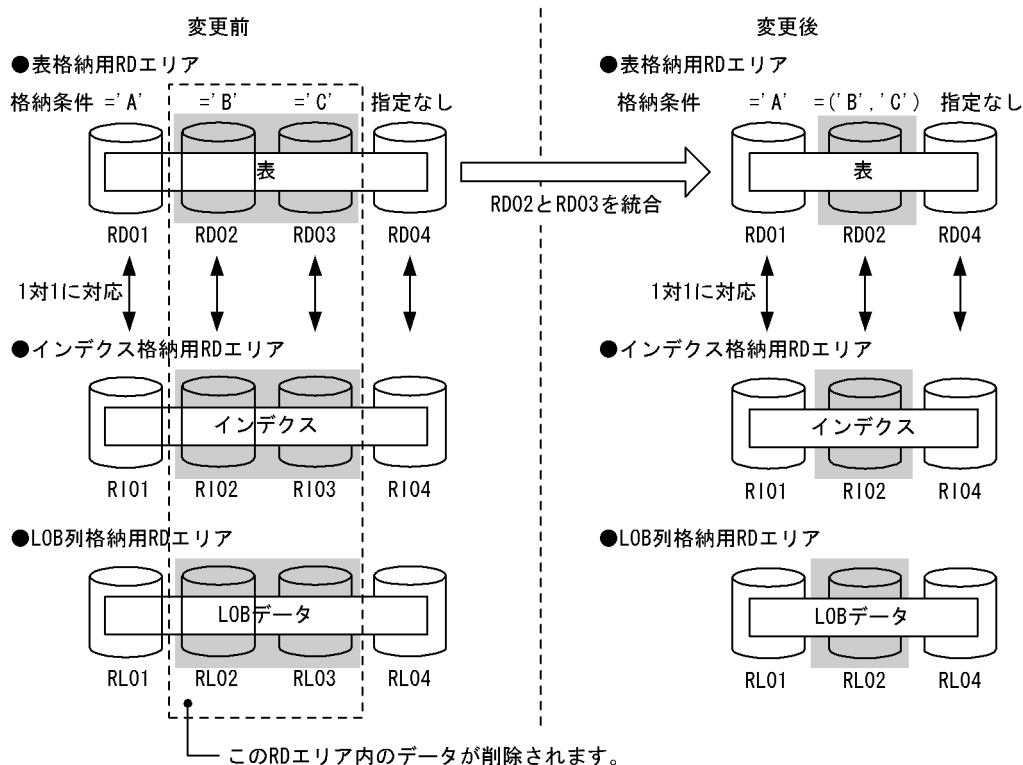 変更前
●表格納用RDエリア
格納条件 ='A' ='B' ='C' 指定なし
表
RD01 RD02 RD03 RD04
1対1に対応
●インデクス格納用RDエリア
インデクス
RI01 RI02 RI03 RI04
●LOB列格納用RDエリア
LOBデータ
RL01 RL02 RL03 RL04
このRDエリア内のデータが削除されます。
RD02とRD03を統合
変更後
●表格納用RDエリア
格納条件 ='A' =('B','C') 指定なし
表
RD01 RD02 RD04
1対1に対応
●インデクス格納用RDエリア
インデクス
RI01 RI02 RI04
●LOB列格納用RDエリア
LOBデータ
RL01 RL02 RL04